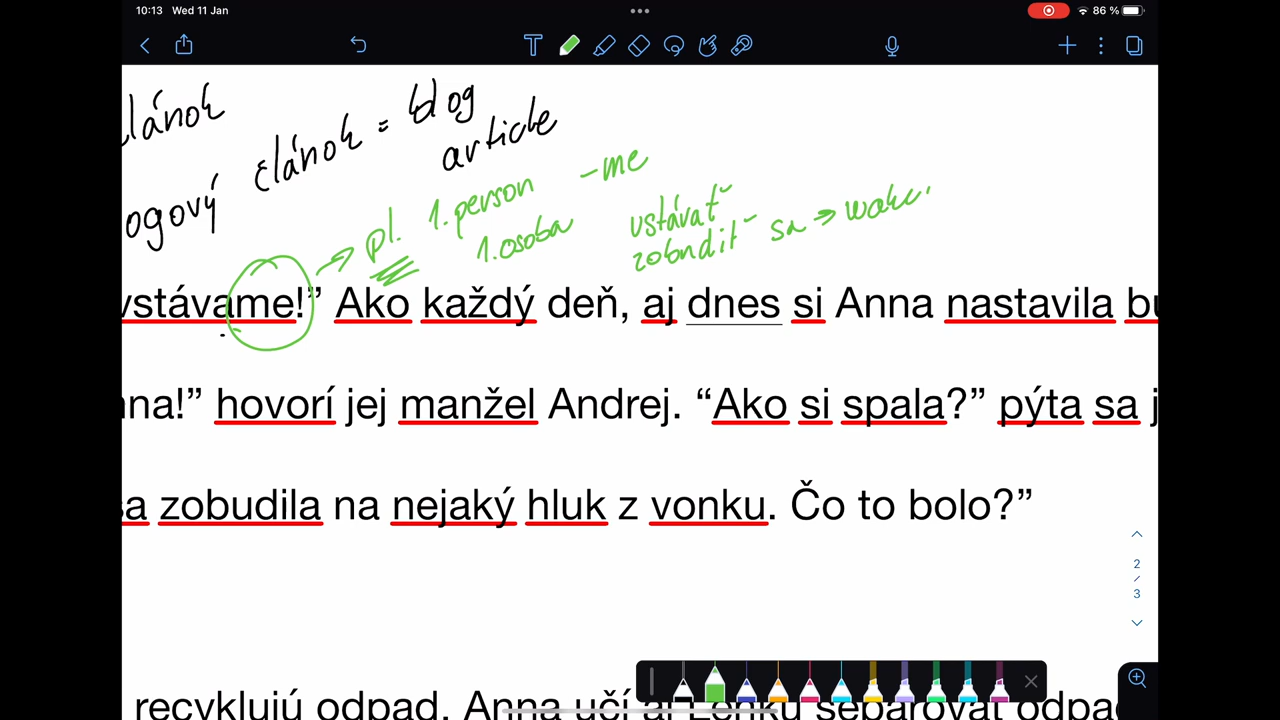 10:13 Wed 11 Jan
86 %
článok
ogový článok = blog
article
pl. 1. person -me
1. osoba
vstávať
zobudiť sa → wake
vstávame!” Ako každý deň, aj dnes si Anna nastavila bu
nna!” hovorí jej manžel Andrej. “Ako si spala?” pýta sa j
sa zobudila na nejaký hluk z vonku. Čo to bolo?”
2
/
3
recyklujú odpad. Anna učí aj Lenku separovať odpa